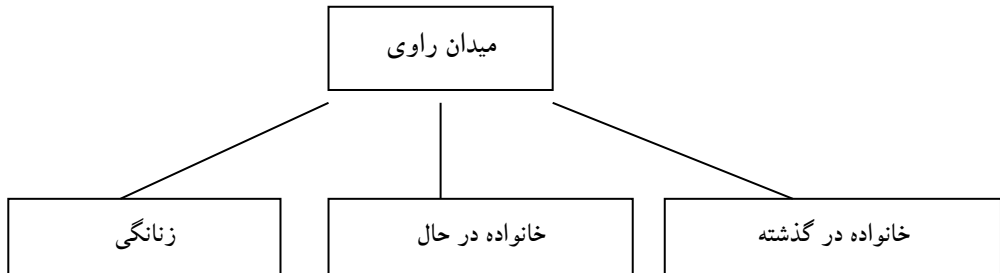 میدان راوی
خانواده در گذشته
خانواده در حال
زنانگی